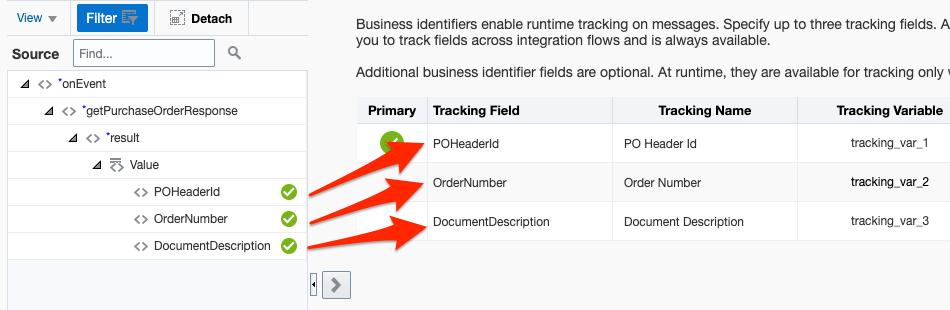 View Filter Detach
Source Find...
*onEvent
*getPurchaseOrderResponse
*result
Value
POHeaderId
OrderNumber
DocumentDescription
Business identifiers enable runtime tracking on messages. Specify up to three tracking fields. A
you to track fields across integration flows and is always available.
Additional business identifier fields are optional. At runtime, they are available for tracking only
Primary Tracking Field Tracking Name Tracking Variable
POHeaderId PO Header Id tracking_var_1
OrderNumber Order Number tracking_var_2
DocumentDescription Document Description tracking_var_3